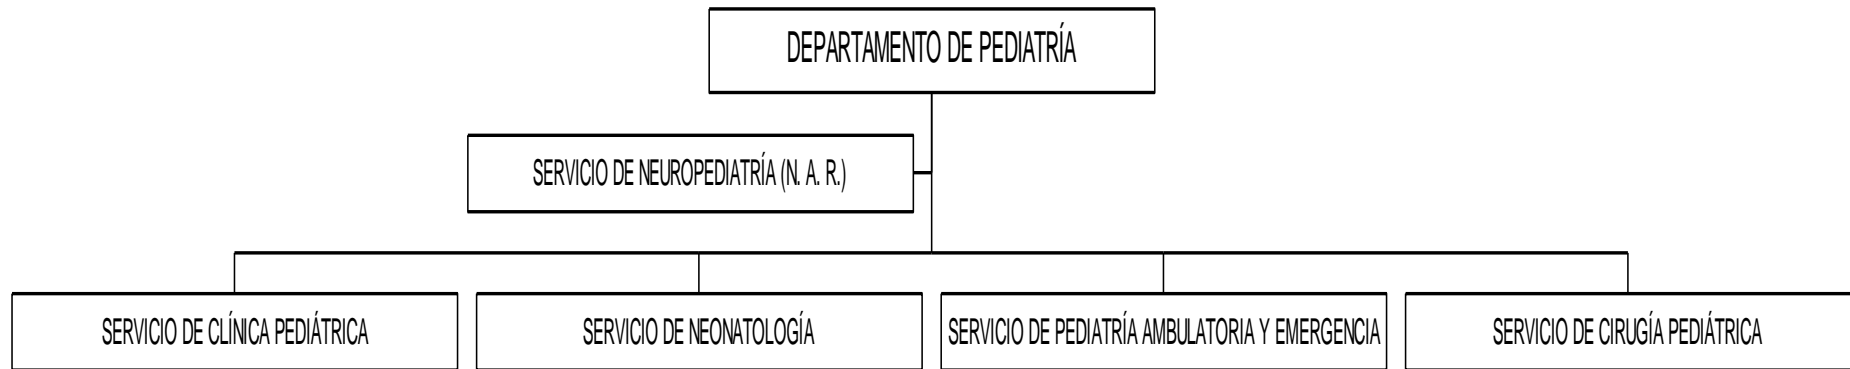 DEPARTAMENTO DE PEDIATRÍA
SERVICIO DE NEUROPEDIATRÍA (N. A. R.)
SERVICIO DE CLÍNICA PEDIÁTRICA
SERVICIO DE NEONATOLOGÍA
SERVICIO DE PEDIATRÍA AMBULATORIA Y EMERGENCIA
SERVICIO DE CIRUGÍA PEDIÁTRICA